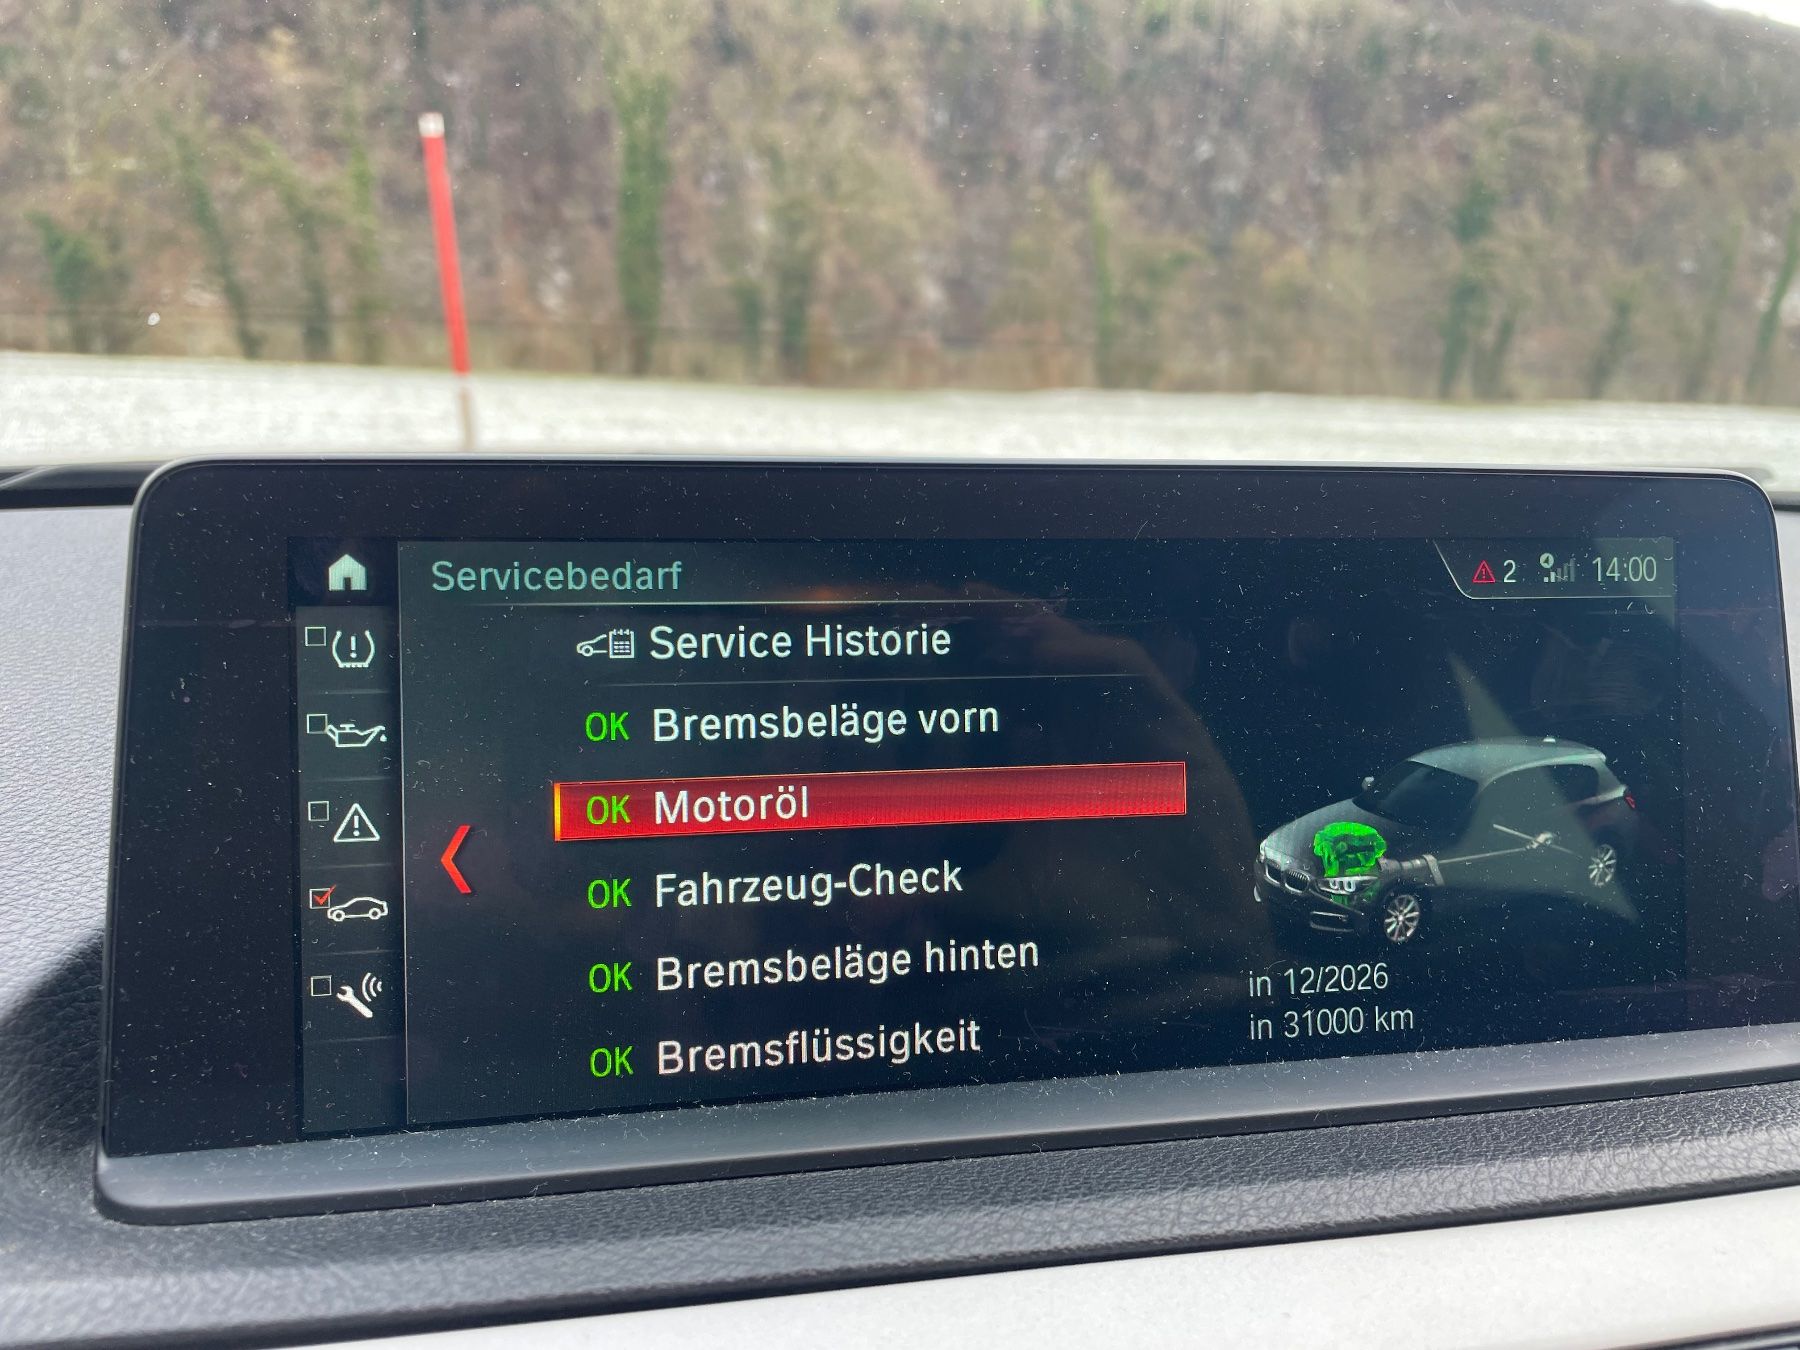 Servicebedarf
2
14:00
Service Historie
OK Bremsbeläge vorn
OK Motoröl
OK Fahrzeug-Check
OK Bremsbeläge hinten
OK Bremsflüssigkeit
in 12/2026
in 31000 km